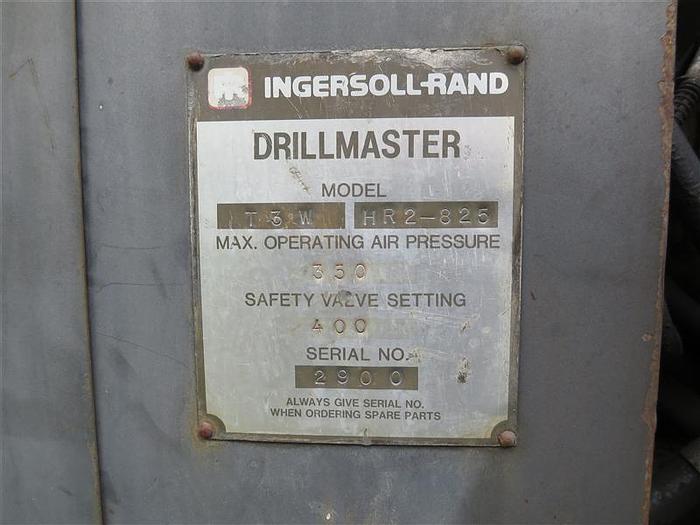 INGERSOLL-RAND
DRILLMASTER
MODEL
T3W HR2-825
MAX. OPERATING AIR PRESSURE
350
SAFETY VALVE SETTING
400
SERIAL NO.
2900
ALWAYS GIVE SERIAL NO.
WHEN ORDERING SPARE PARTS